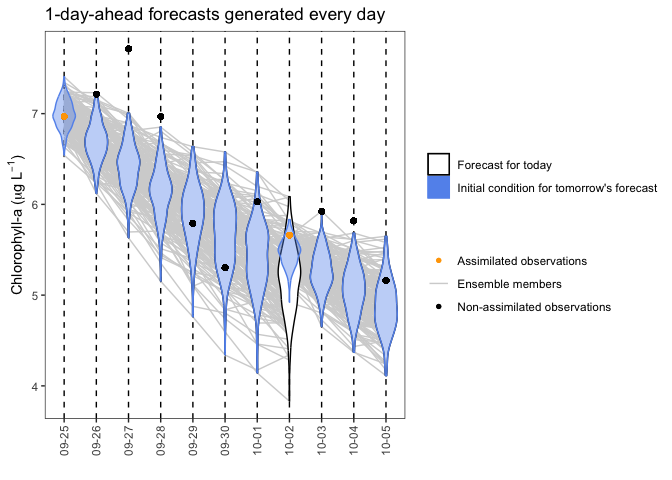 1-day-ahead forecasts generated every day
Chlorophyll-a (μg L⁻¹)
7
6
5
4
09-25
09-26
09-27
09-28
09-29
09-30
10-01
10-02
10-03
10-04
10-05
Forecast for today
Initial condition for tomorrow's forecast
Assimilated observations
Ensemble members
Non-assimilated observations